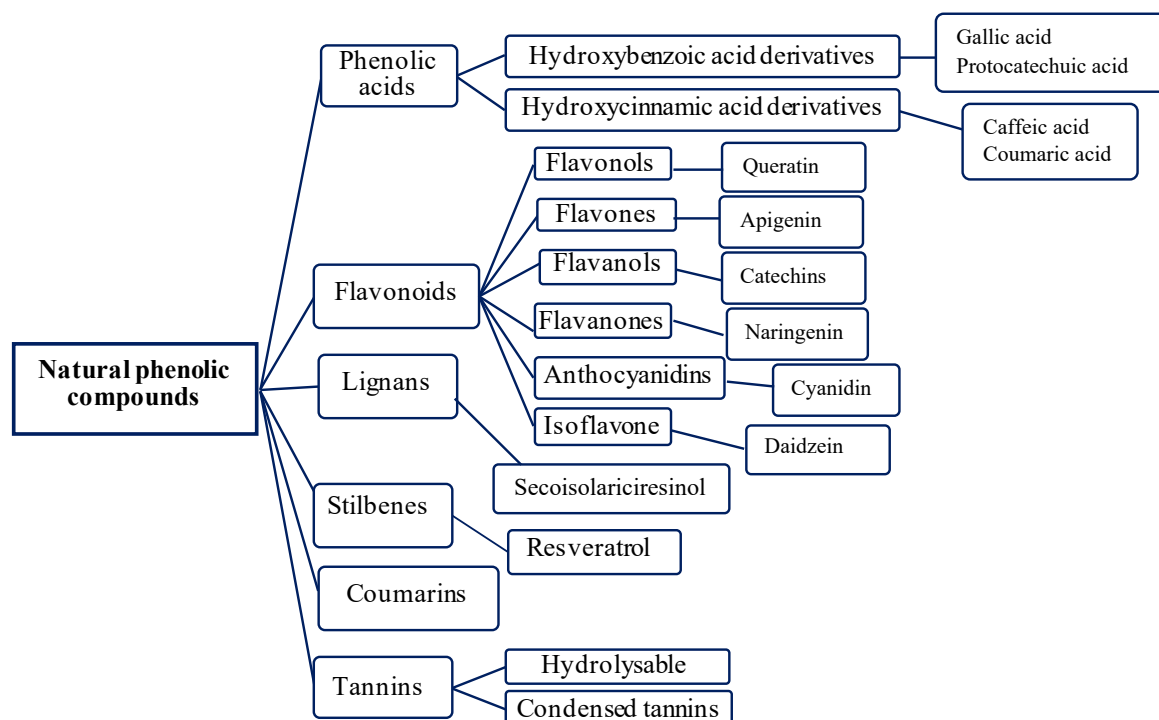 Phenolic
acids
Hydroxybenzoic acid derivatives
Gallic acid
Protocatechuic acid
Hydroxycinnamic acid derivatives
Caffeic acid
Coumaric acid
Flavonoids
Flavonols
Queratin
Flavones
Apigenin
Flavanols
Catechins
Flavanones
Naringenin
Anthocyanidins
Cyanidin
Isoflavone
Daidzein
Natural phenolic
compounds
Lignans
Secoisolariciresinol
Stilbenes
Resveratrol
Coumarins
Tannins
Hydrolysable
Condensed tannins